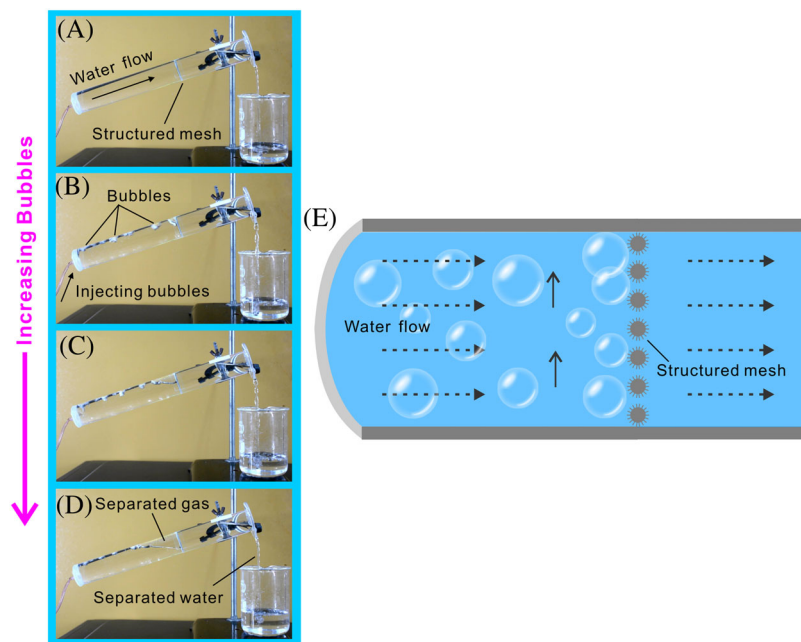 Increasing Bubbles
(A)
Water flow
Structured mesh
(B)
Bubbles
Injecting bubbles
(C)
(D)
Separated gas
Separated water
(E)
Water flow
Structured mesh